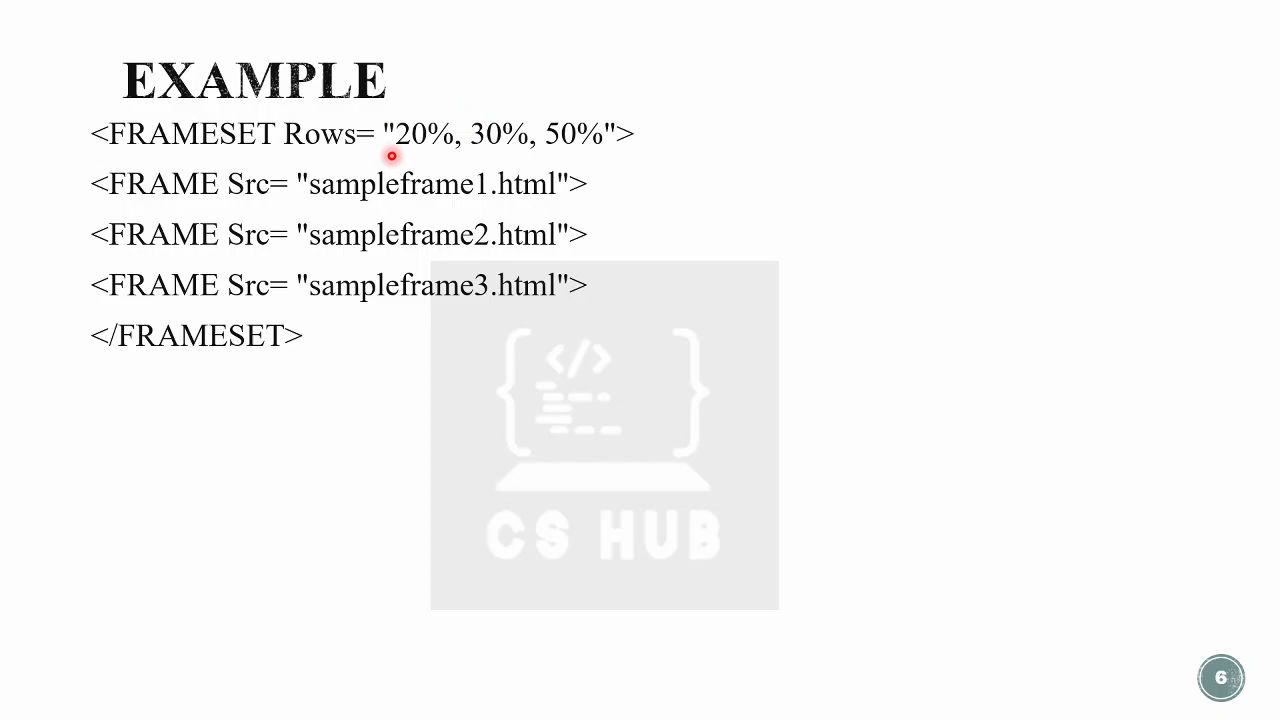 EXAMPLE
<FRAMESET Rows= "20%, 30%, 50%">
<FRAME Src= "sampleframe1.html">
<FRAME Src= "sampleframe2.html">
<FRAME Src= "sampleframe3.html">
</FRAMESET>
</>
CS HUB
6